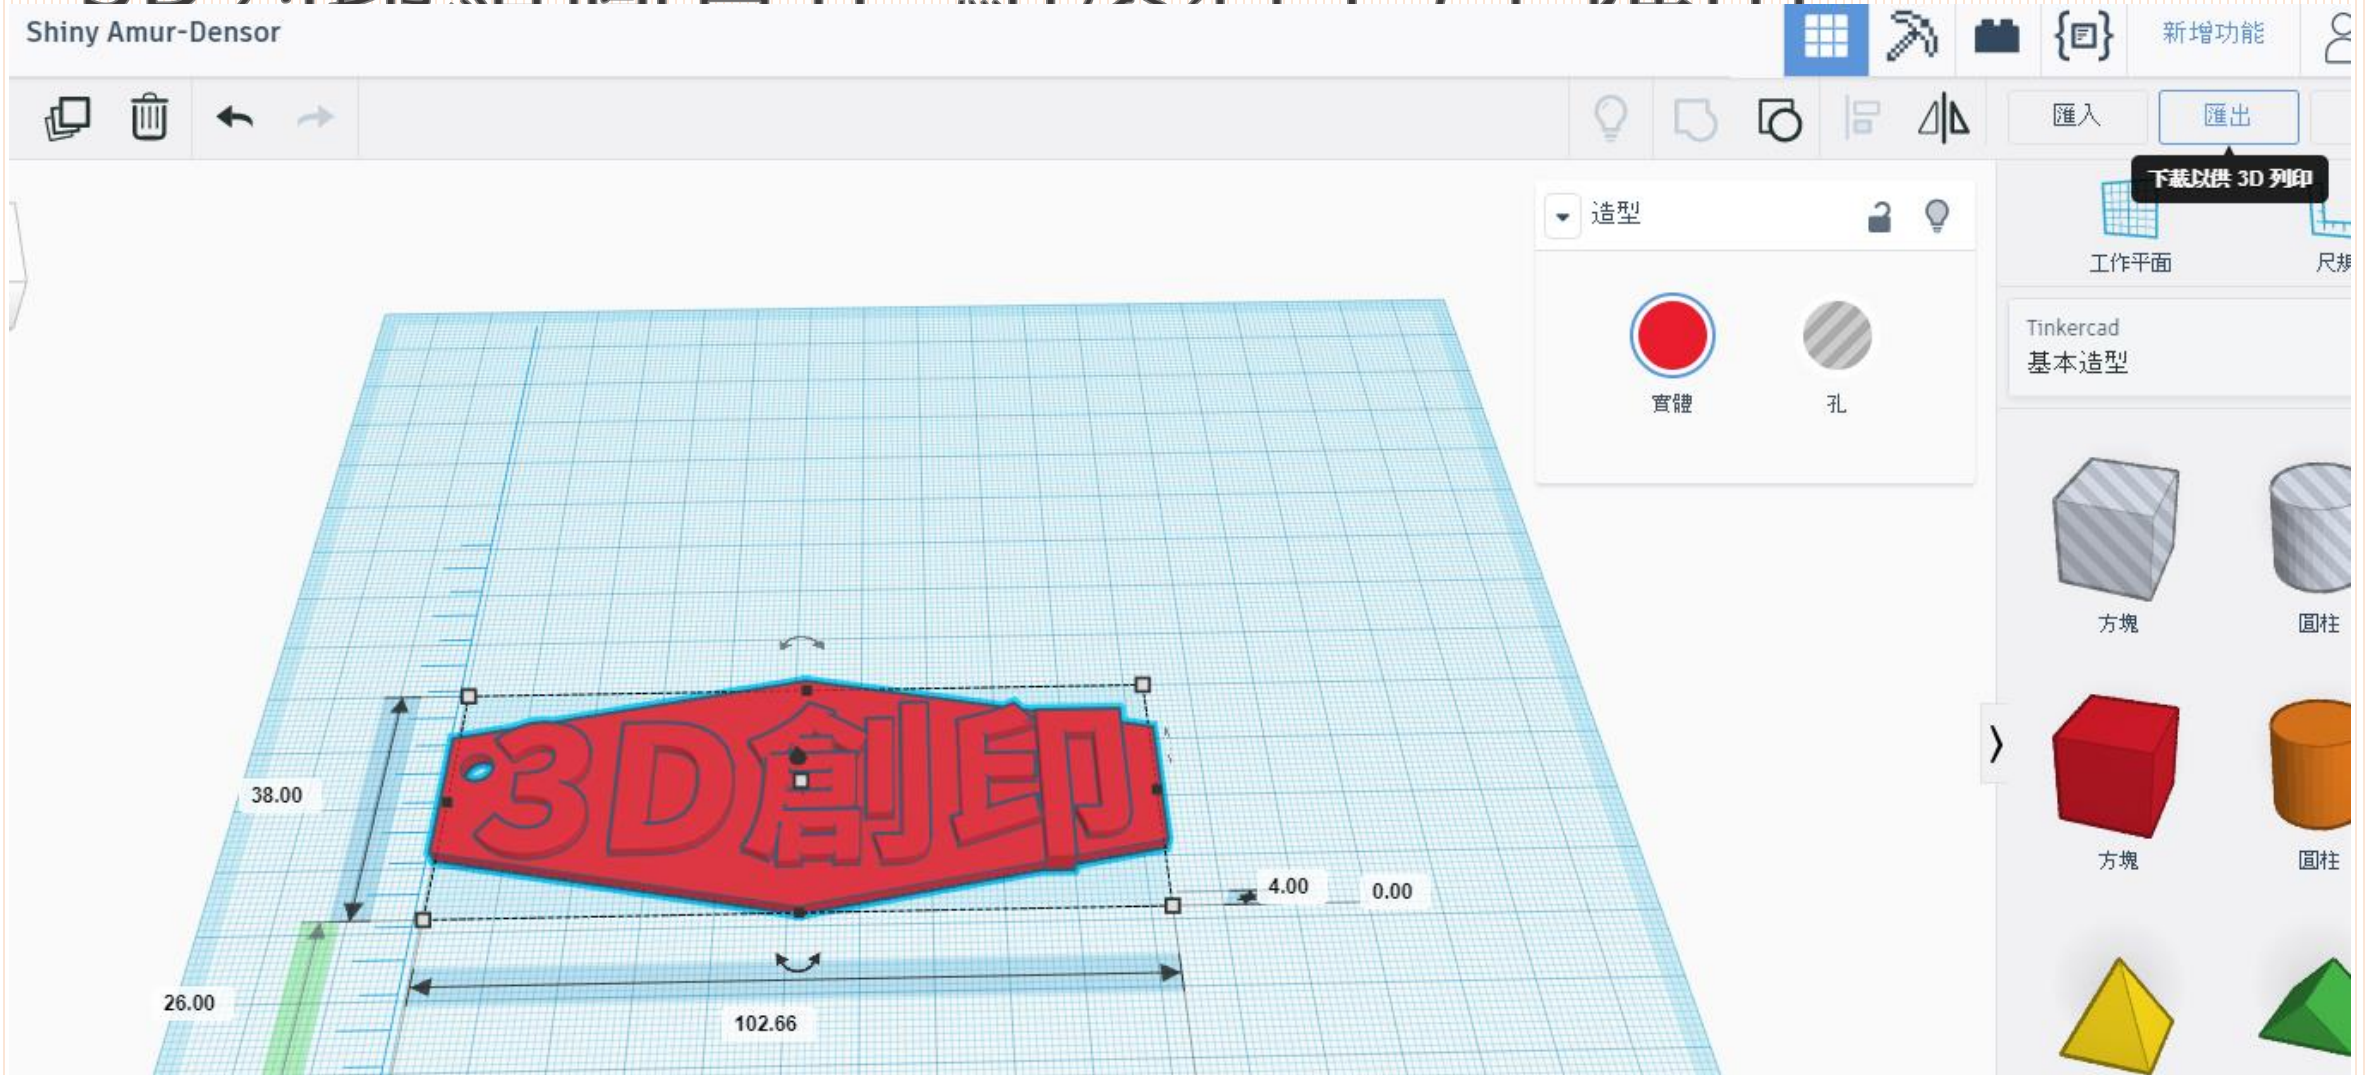 Shiny Amur-Densor
新增功能
匯入
匯出
下載以供 3D 列印
造型
工作平面
尺規
Tinkercad
基本造型
實體
孔
方塊
圓柱
方塊
圓柱
3D創印
38.00
4.00
0.00
26.00
102.66